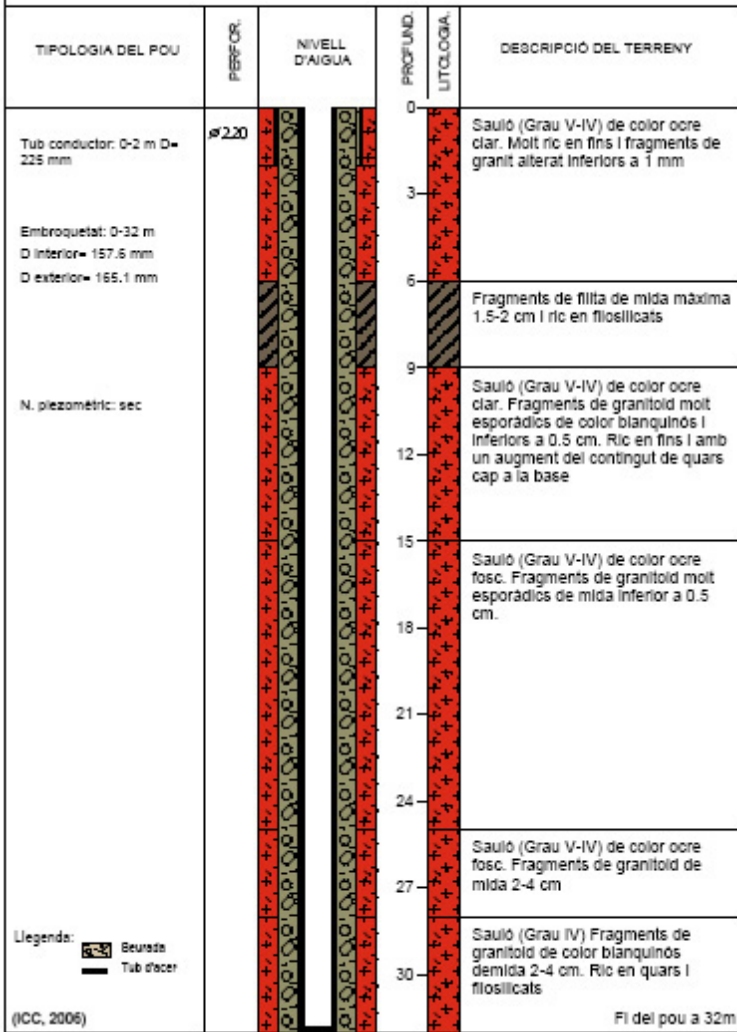 TIPOLOGIA DEL POU
PERFOR.
NIVELL
D'AIGUA
PROFUND.
LITOLOGIA.
DESCRIPCIÓ DEL TERRENY
Tub conductor: 0-2 m D=
225 mm
Ø220
Embroquetat: 0-32 m
D interior= 157.6 mm
D exterior= 165.1 mm
N. piezomètric: sec
0
3
6
9
12
15
18
21
24
27
30
Sauló (Grau V-IV) de color ocre
clar. Molt ric en fins i fragments de
granit alterat inferiors a 1 mm
Fragments de fil·lita de mida màxima
1.5-2 cm i ric en filosilicats
Sauló (Grau V-IV) de color ocre
clar. Fragments de granitoid molt
esporàdics de color blanquinós i
inferiors a 0.5 cm. Ric en fins i amb
un augment del contingut de quars
cap a la base
Sauló (Grau V-IV) de color ocre
fosc. Fragments de granitoid molt
esporàdics de mida inferior a 0.5
cm.
Sauló (Grau V-IV) de color ocre
fosc. Fragments de granitoid de
mida 2-4 cm
Sauló (Grau IV) Fragments de
granitoid de color blanquinós
demida 2-4 cm. Ric en quars i
filosilicats
Llegenda:
Beurada
Tub d'acer
(ICC, 2006)
Fi del pou a 32m